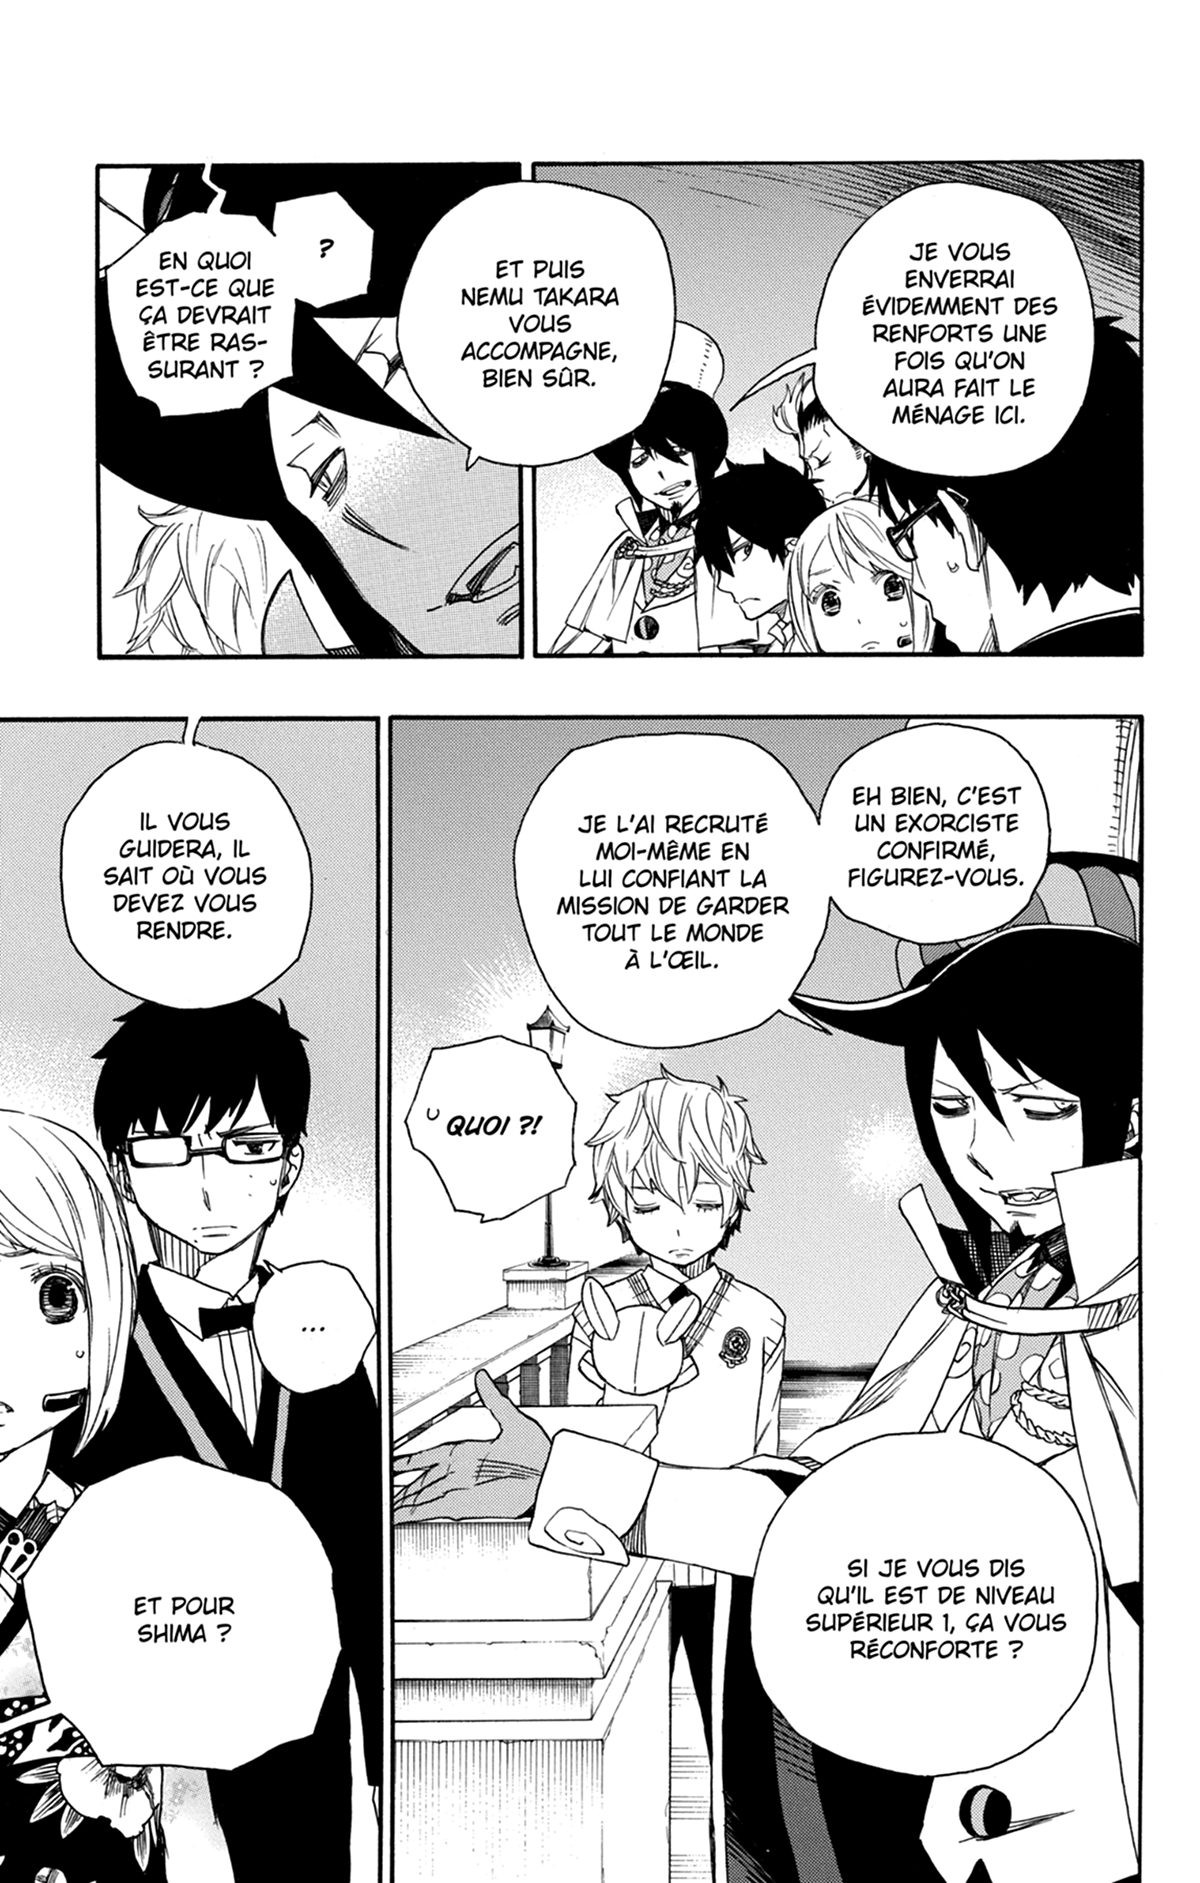 JE VOUS
ENVERRAI
ÉVIDEMMENT DES
RENFORTS UNE
FOIS QU'ON
AURA FAIT LE
MÉNAGE ICI.
ET PUIS
NEMU TAKARA
VOUS
ACCOMPAGNE,
BIEN SÛR.
?
EN QUOI
EST-CE QUE
ÇA DEVRAIT
ÊTRE RAS-
SURANT ?
EH BIEN, C'EST
UN EXORCISTE
CONFIRMÉ,
FIGUREZ-VOUS.
JE L'AI RECRUTÉ
MOI-MÊME EN
LUI CONFIANT LA
MISSION DE GARDER
TOUT LE MONDE
À L'ŒIL.
QUOI ?!
SI JE VOUS DIS
QU'IL EST DE NIVEAU
SUPÉRIEUR 1, ÇA VOUS
RÉCONFORTE ?
IL VOUS
GUIDERA, IL
SAIT OÙ VOUS
DEVEZ VOUS
RENDRE.
...
ET POUR
SHIMA ?